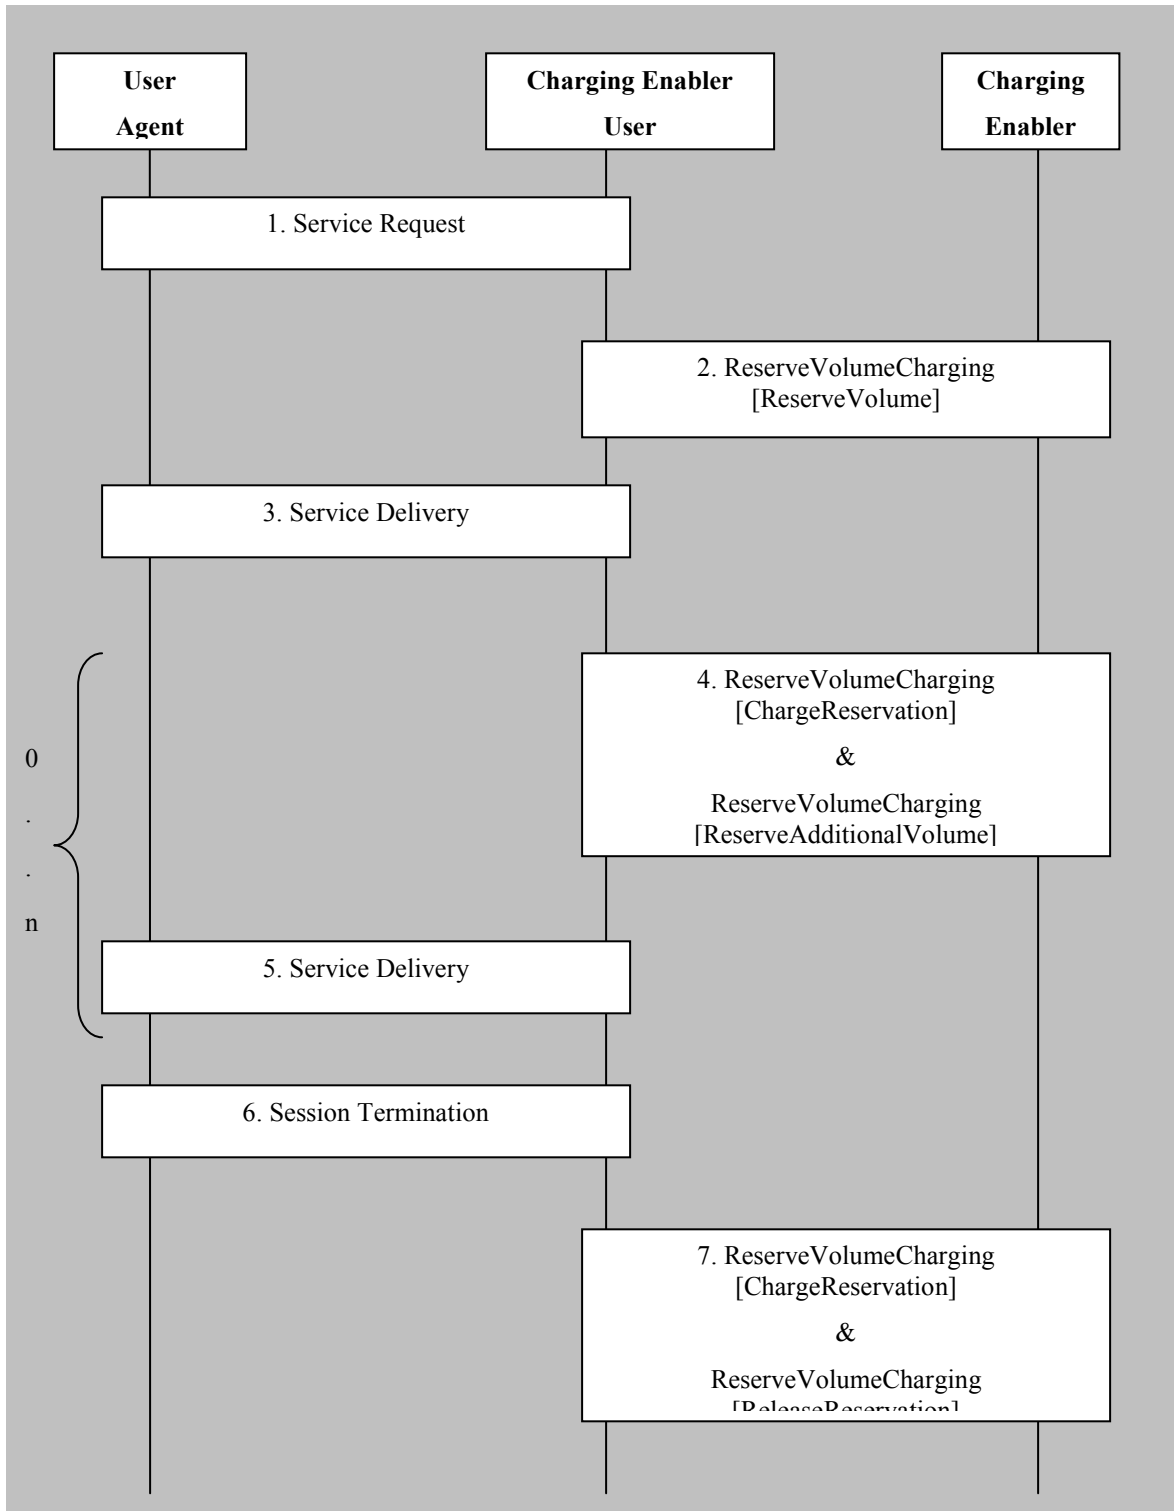 User
Agent
Charging Enabler
User
Charging
Enabler
1. Service Request
2. ReserveVolumeCharging
[ReserveVolume]
3. Service Delivery
4. ReserveVolumeCharging
[ChargeReservation]
&
ReserveVolumeCharging
[ReserveAdditionalVolume]
0
.
.
n
5. Service Delivery
6. Session Termination
7. ReserveVolumeCharging
[ChargeReservation]
&
ReserveVolumeCharging
[ReleaseReservation]